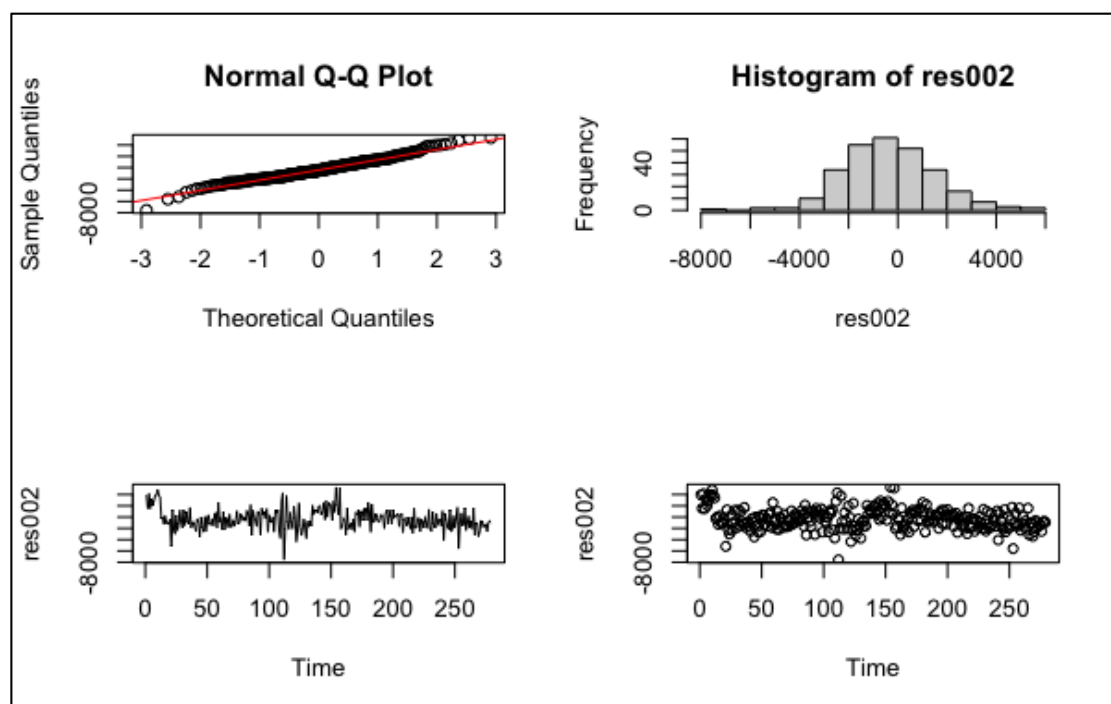 Normal Q-Q Plot
Sample Quantiles
-8000
-3 -2 -1 0 1 2 3
Theoretical Quantiles
Histogram of res002
Frequency
0 40
-8000 -4000 0 4000
res002
res002
-8000
0 50 100 150 200 250
Time
res002
-8000
0 50 100 150 200 250
Time